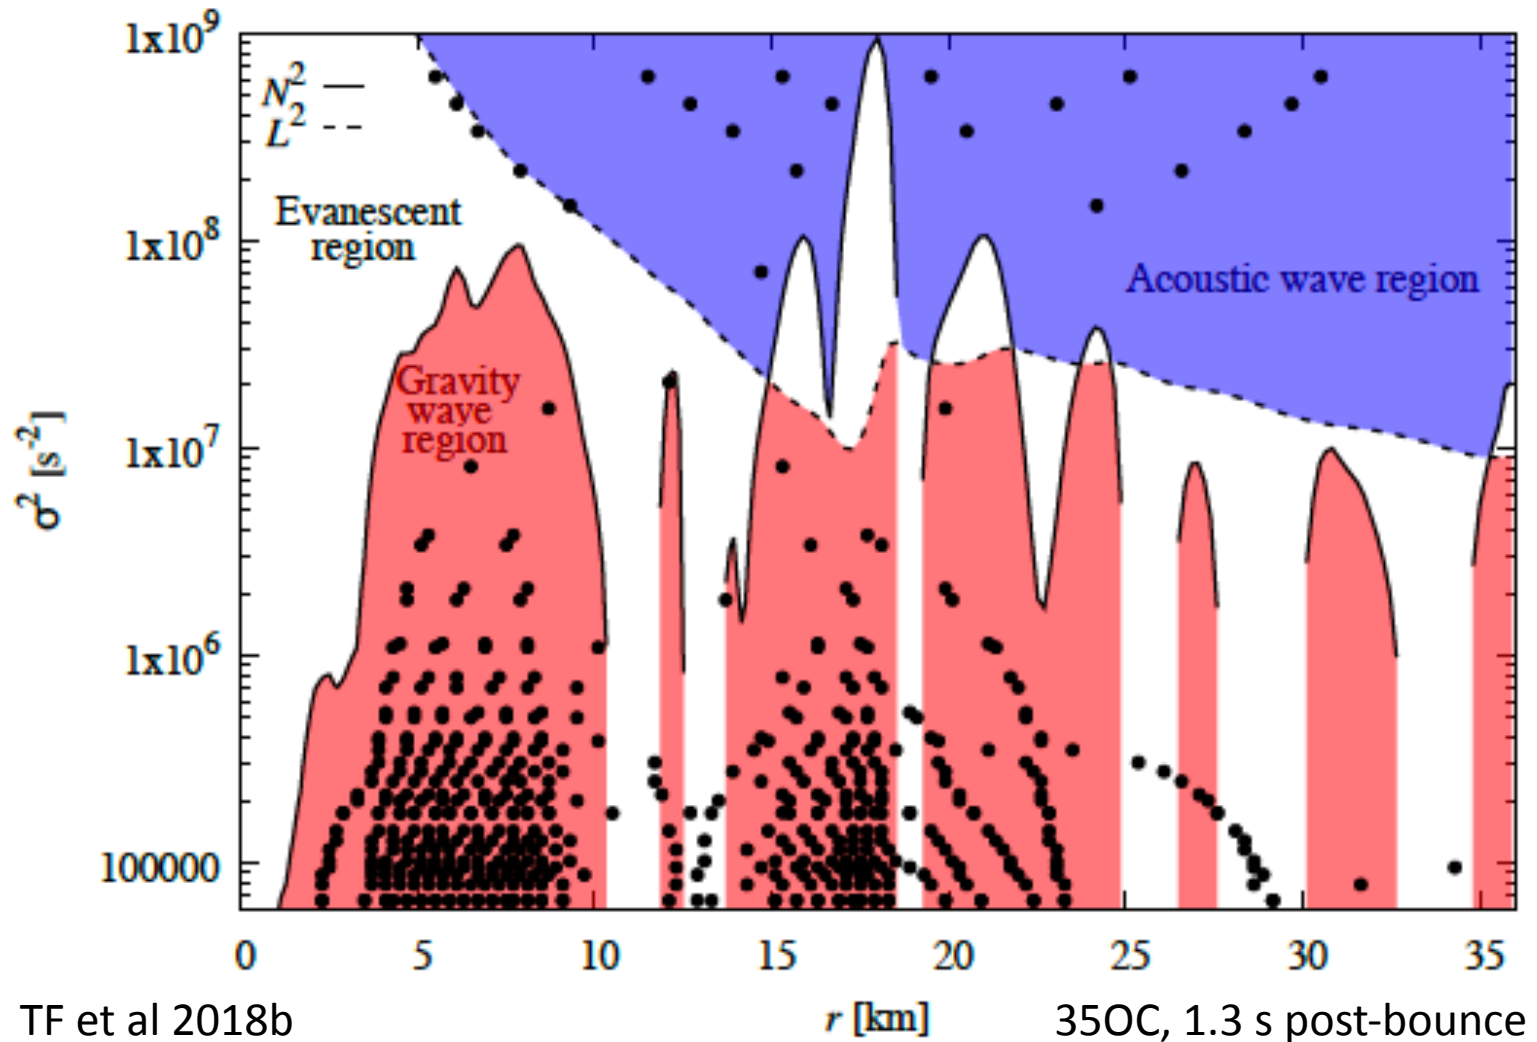 1x10⁹
N² —
L² - -
Evanescent
region
1x10⁸
Acoustic wave region
Gravity
wave
region
σ² [s⁻²]
1x10⁷
1x10⁶
100000
0 5 10 15 20 25 30 35
r [km]
TF et al 2018b
35OC, 1.3 s post-bounce